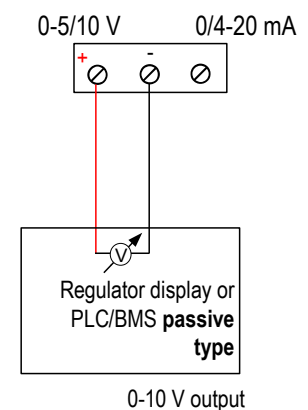 0-5/10 V 0/4-20 mA
+ -
V
Regulator display or
PLC/BMS passive
type
0-10 V output